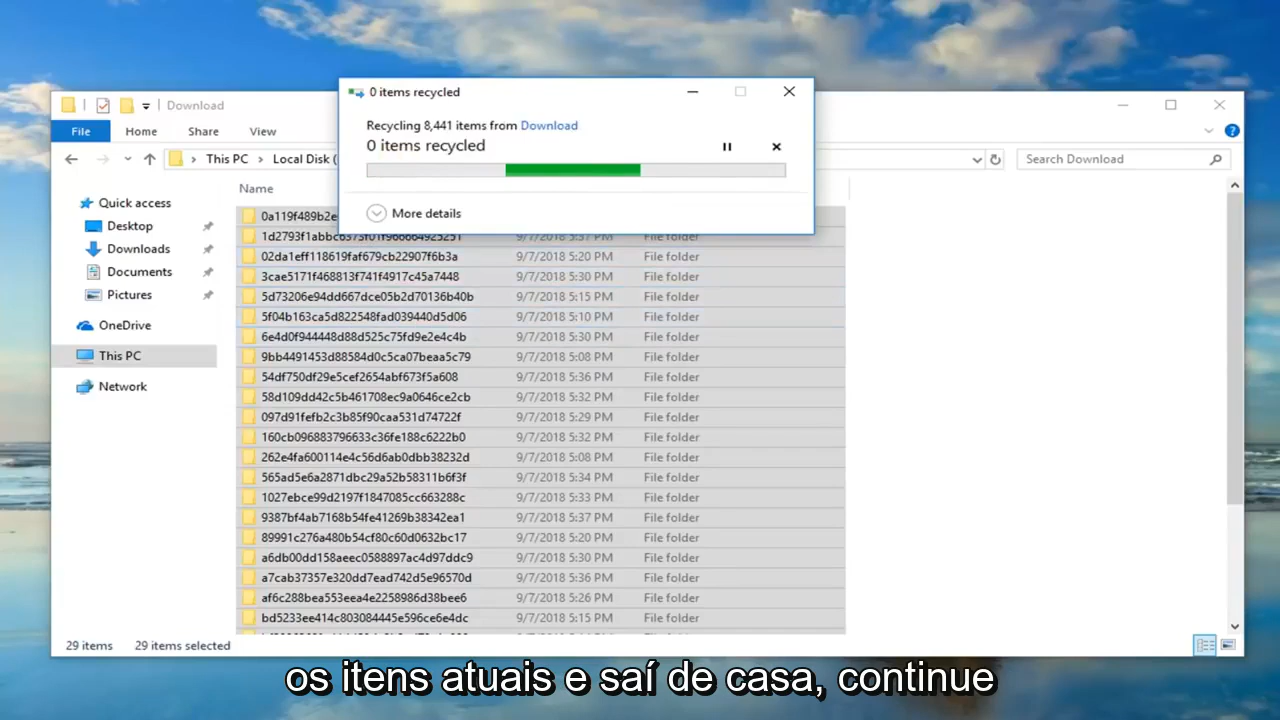 Download
0 items recycled
File Home Share View
Recycling 8,441 items from Download
0 items recycled
This PC > Local Disk (
Search Download
More details
Name
Quick access
Desktop
Downloads
Documents
Pictures
OneDrive
This PC
Network
0a119f489b2e
9/7/2018 5:37 PM File folder
02da1eff118619faf679cb22907f6b3a 9/7/2018 5:20 PM File folder
3cae5171f468813f741f4917c45a7448 9/7/2018 5:30 PM File folder
5d73206e94dd667dce05b2d70136b40b 9/7/2018 5:15 PM File folder
5f04b163ca5d822548fad039440d5d06 9/7/2018 5:10 PM File folder
6e4d0f944448d88d525c75fd9e2e4c4b 9/7/2018 5:30 PM File folder
9bb4491453d88584d0c5ca07beaa5c79 9/7/2018 5:08 PM File folder
54df750df29e5cef2654abf673f5a608 9/7/2018 5:36 PM File folder
58d109dd42c5b461708ec9a0646ce2cb 9/7/2018 5:32 PM File folder
097d91fefb2c3b85f90caa531d74722f 9/7/2018 5:29 PM File folder
160cb096883796633c36fe188c6222b0 9/7/2018 5:32 PM File folder
262e4fa600114e4c56d6ab0dbb38232d 9/7/2018 5:08 PM File folder
565ad5e6a2871dbc29a52b58311b6f3f 9/7/2018 5:34 PM File folder
1027ebce99d2197f1847085cc663288c 9/7/2018 5:33 PM File folder
9387bf4ab7168b54fe41269b38342ea1 9/7/2018 5:37 PM File folder
89991c276a480b54cf80c60d0632bc17 9/7/2018 5:20 PM File folder
a6db00dd158aeec0588897ac4d97ddc9 9/7/2018 5:30 PM File folder
a7cab37357e320dd7ead742d5e96570d 9/7/2018 5:36 PM File folder
af6c288bea553eea4e2258986d38bee6 9/7/2018 5:26 PM File folder
bd5233ee414c803084445e596ce6e4dc 9/7/2018 5:15 PM File folder
29 items 29 items selected
os itens atuais e saí de casa, continue